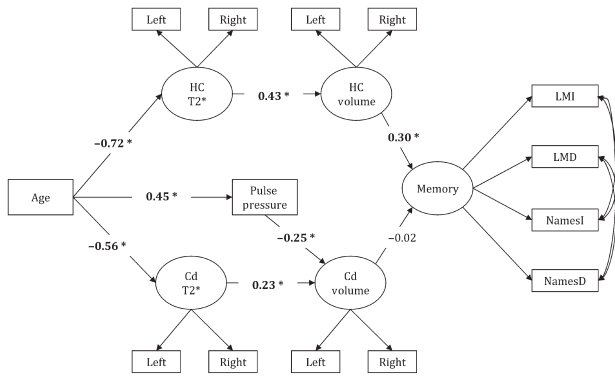 Left
Right
Left
Right
HC
T2*
0.43 *
HC
volume
LMI
−0.72 *
0.30 *
LMD
Age
0.45 *
Pulse
pressure
Memory
NamesI
−0.56 *
−0.25 *
−0.02
Cd
T2*
0.23 *
Cd
volume
NamesD
Left
Right
Left
Right